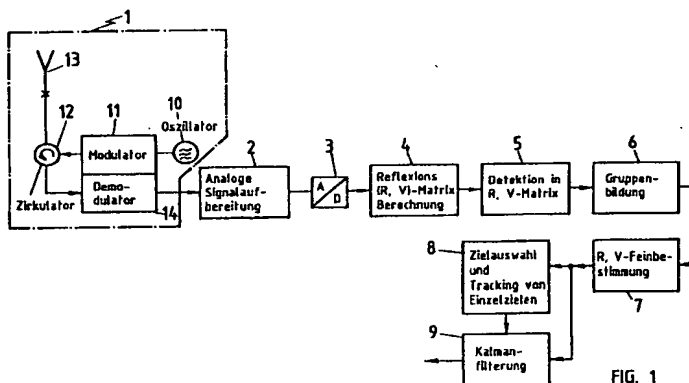 1
13
12
11
10
Oszillator
Modulator
Demo-
dulator
14
Zirkulator
2
Analoge
Signalauf-
bereitung
3
A
D
4
Reflexions
(R, V)-Matrix
Berechnung
5
Detektion in
R, V-Matrix
6
Gruppen-
bildung
8
Zielauswahl
und
Tracking von
Einzelzielen
R, V-Feinbe-
stimmung
7
9
Kalman-
filterung
FIG. 1